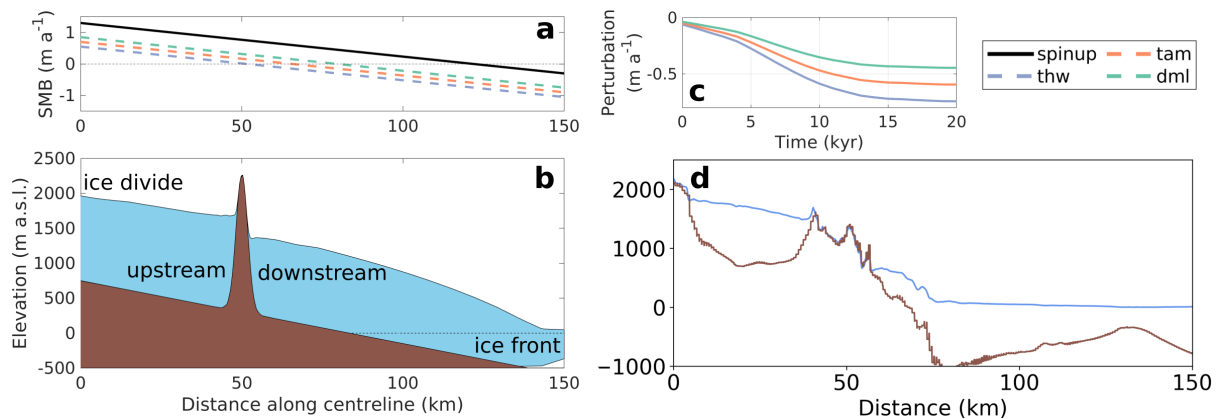 a
SMB (m a⁻¹)
1
0
-1
0
50
100
150
c
Perturbation
(m a⁻¹)
0
-0.5
0
5
10
15
20
Time (kyr)
spinup
tam
thw
dml
b
Elevation (m a.s.l.)
2500
2000
1500
1000
500
0
-500
ice divide
upstream
downstream
ice front
0
50
100
150
Distance along centreline (km)
d
2000
1000
0
−1000
0
50
100
150
Distance (km)